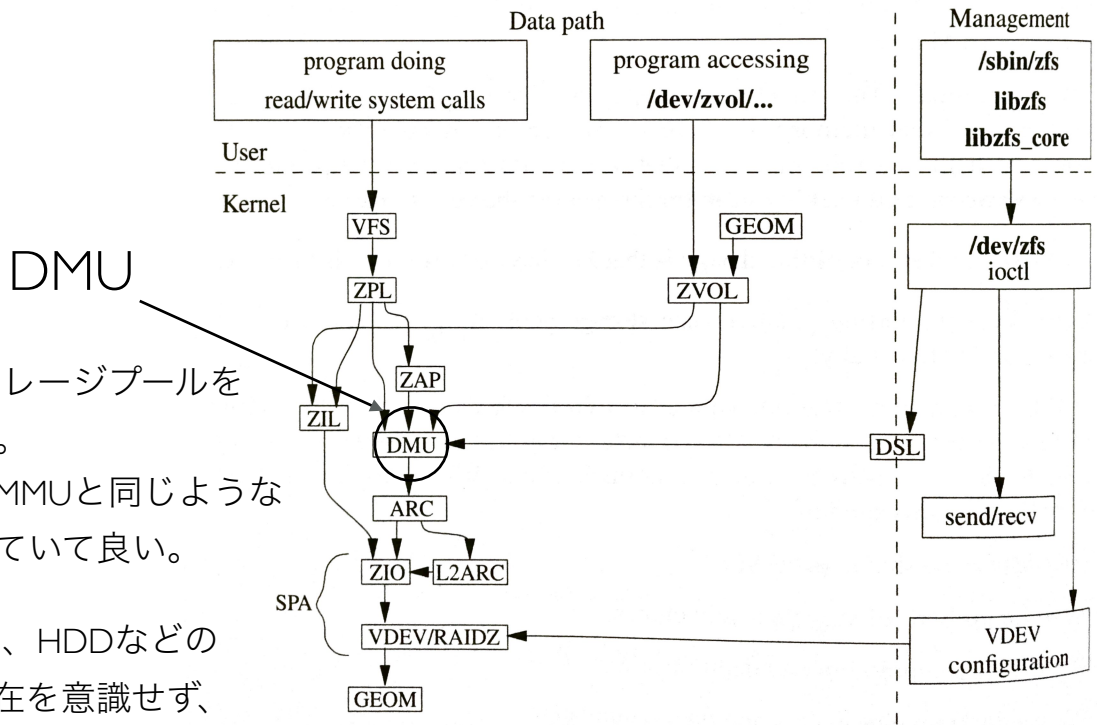 Data path
Management
program doing
read/write system calls
program accessing
/dev/zvol/...
/sbin/zfs
libzfs
libzfs_core
User
Kernel
VFS
GEOM
/dev/zfs
ioctl
DMU
ZPL
ZVOL
レージプールを
ZAP
ZIL
。
DMU
DSL
MMUと同じような
ARC
send/recv
ていて良い。
ZIO
L2ARC
SPA
、HDDなどの
VDEV/RAIDZ
VDEV
configuration
在を意識せず、
GEOM